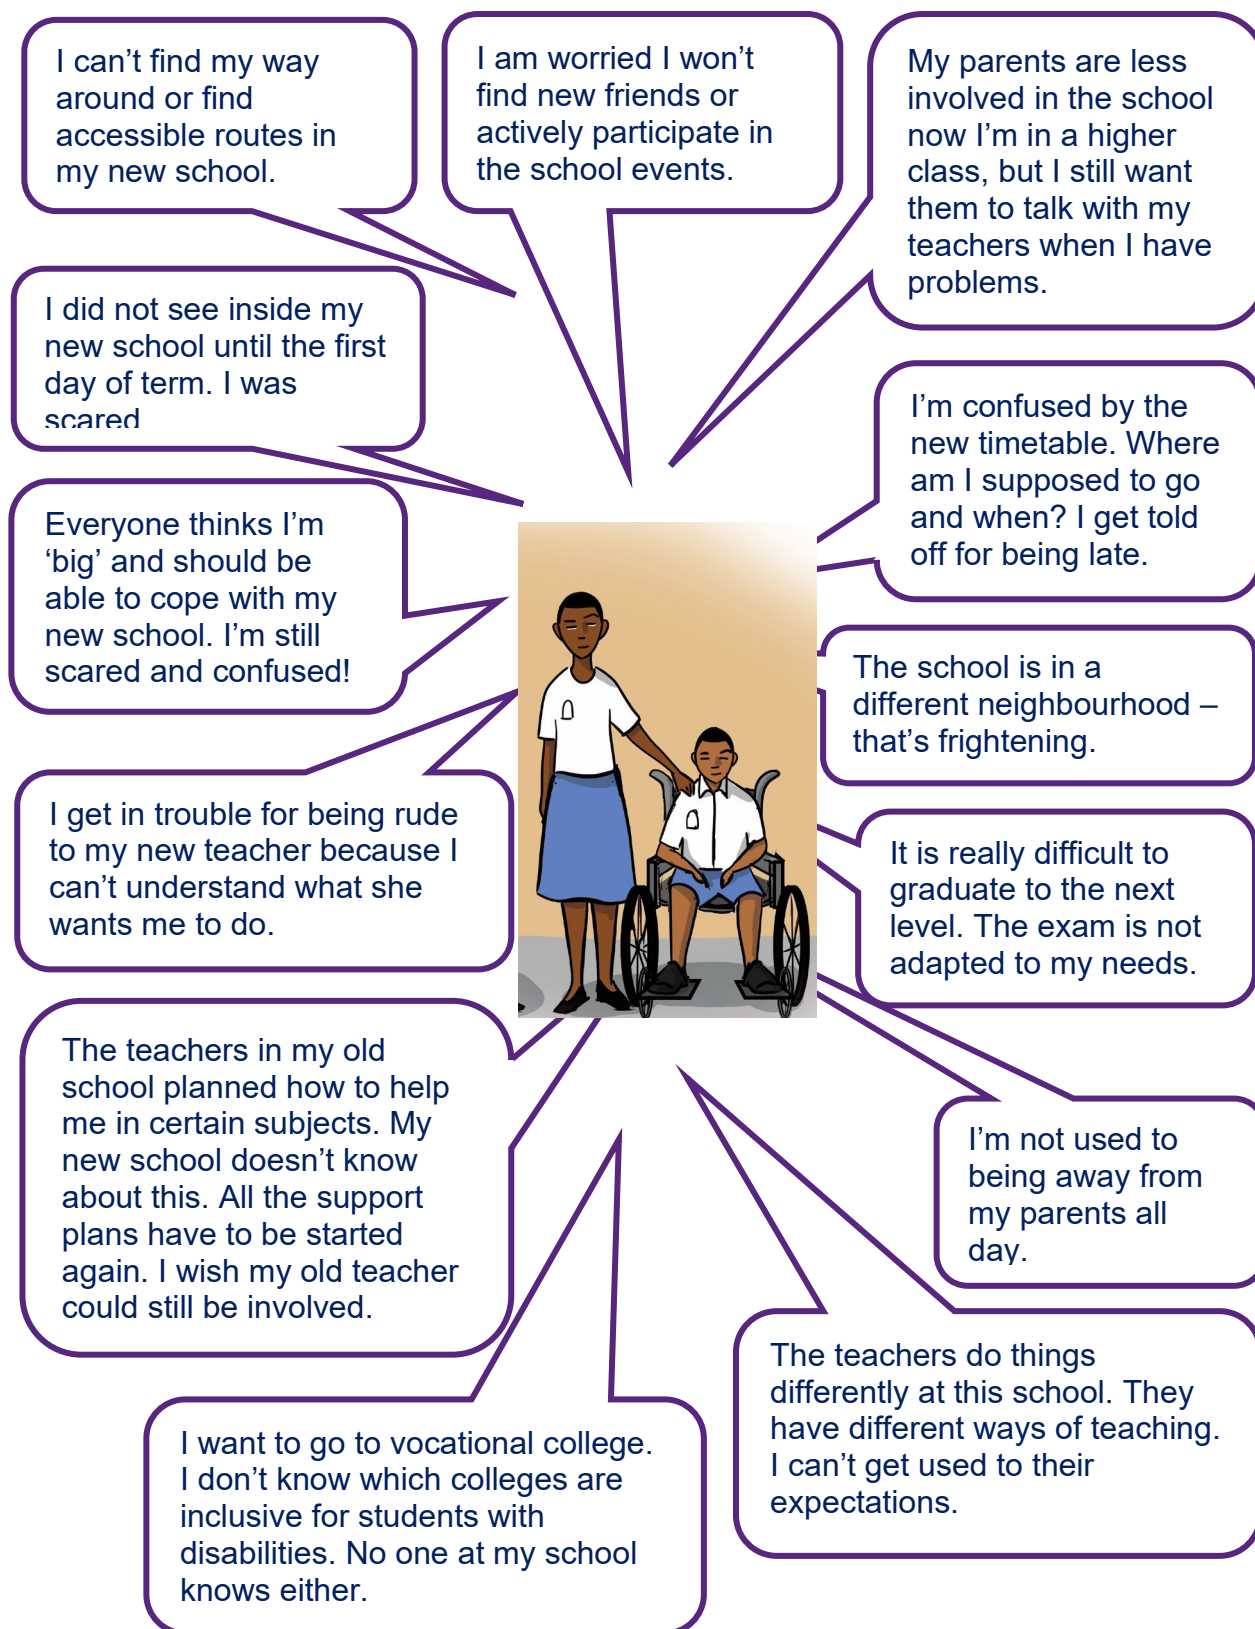 I can’t find my way
around or find
accessible routes in
my new school.
I am worried I won’t
find new friends or
actively participate in
the school events.
My parents are less
involved in the school
now I’m in a higher
class, but I still want
them to talk with my
teachers when I have
problems.
I did not see inside my
new school until the first
day of term. I was
scared
I’m confused by the
new timetable. Where
am I supposed to go
and when? I get told
off for being late.
Everyone thinks I’m
‘big’ and should be
able to cope with my
new school. I’m still
scared and confused!
The school is in a
different neighbourhood –
that’s frightening.
I get in trouble for being rude
to my new teacher because I
can’t understand what she
wants me to do.
It is really difficult to
graduate to the next
level. The exam is not
adapted to my needs.
The teachers in my old
school planned how to help
me in certain subjects. My
new school doesn’t know
about this. All the support
plans have to be started
again. I wish my old teacher
could still be involved.
I’m not used to
being away from
my parents all
day.
The teachers do things
differently at this school. They
have different ways of teaching.
I can’t get used to their
expectations.
I want to go to vocational college.
I don’t know which colleges are
inclusive for students with
disabilities. No one at my school
knows either.